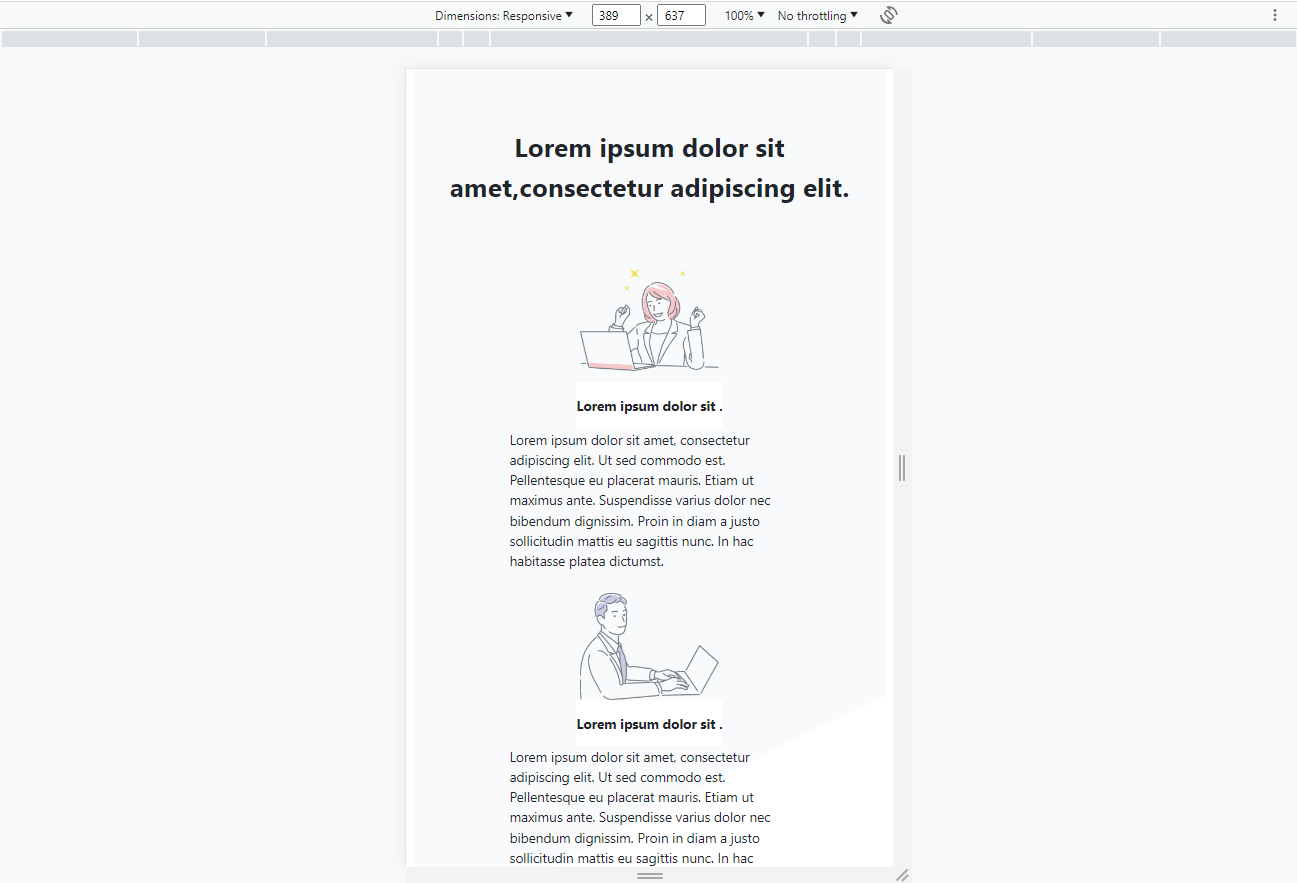 Dimensions: Responsive 389 × 637 100% No throttling
Lorem ipsum dolor sit
amet,consectetur adipiscing elit.
Lorem ipsum dolor sit .
Lorem ipsum dolor sit amet, consectetur
adipiscing elit. Ut sed commodo est.
Pellentesque eu placerat mauris. Etiam ut
maximus ante. Suspendisse varius dolor nec
bibendum dignissim. Proin in diam a justo
sollicitudin mattis eu sagittis nunc. In hac
habitasse platea dictumst.
Lorem ipsum dolor sit .
Lorem ipsum dolor sit amet, consectetur
adipiscing elit. Ut sed commodo est.
Pellentesque eu placerat mauris. Etiam ut
maximus ante. Suspendisse varius dolor nec
bibendum dignissim. Proin in diam a justo
sollicitudin mattis eu sagittis nunc. In hac